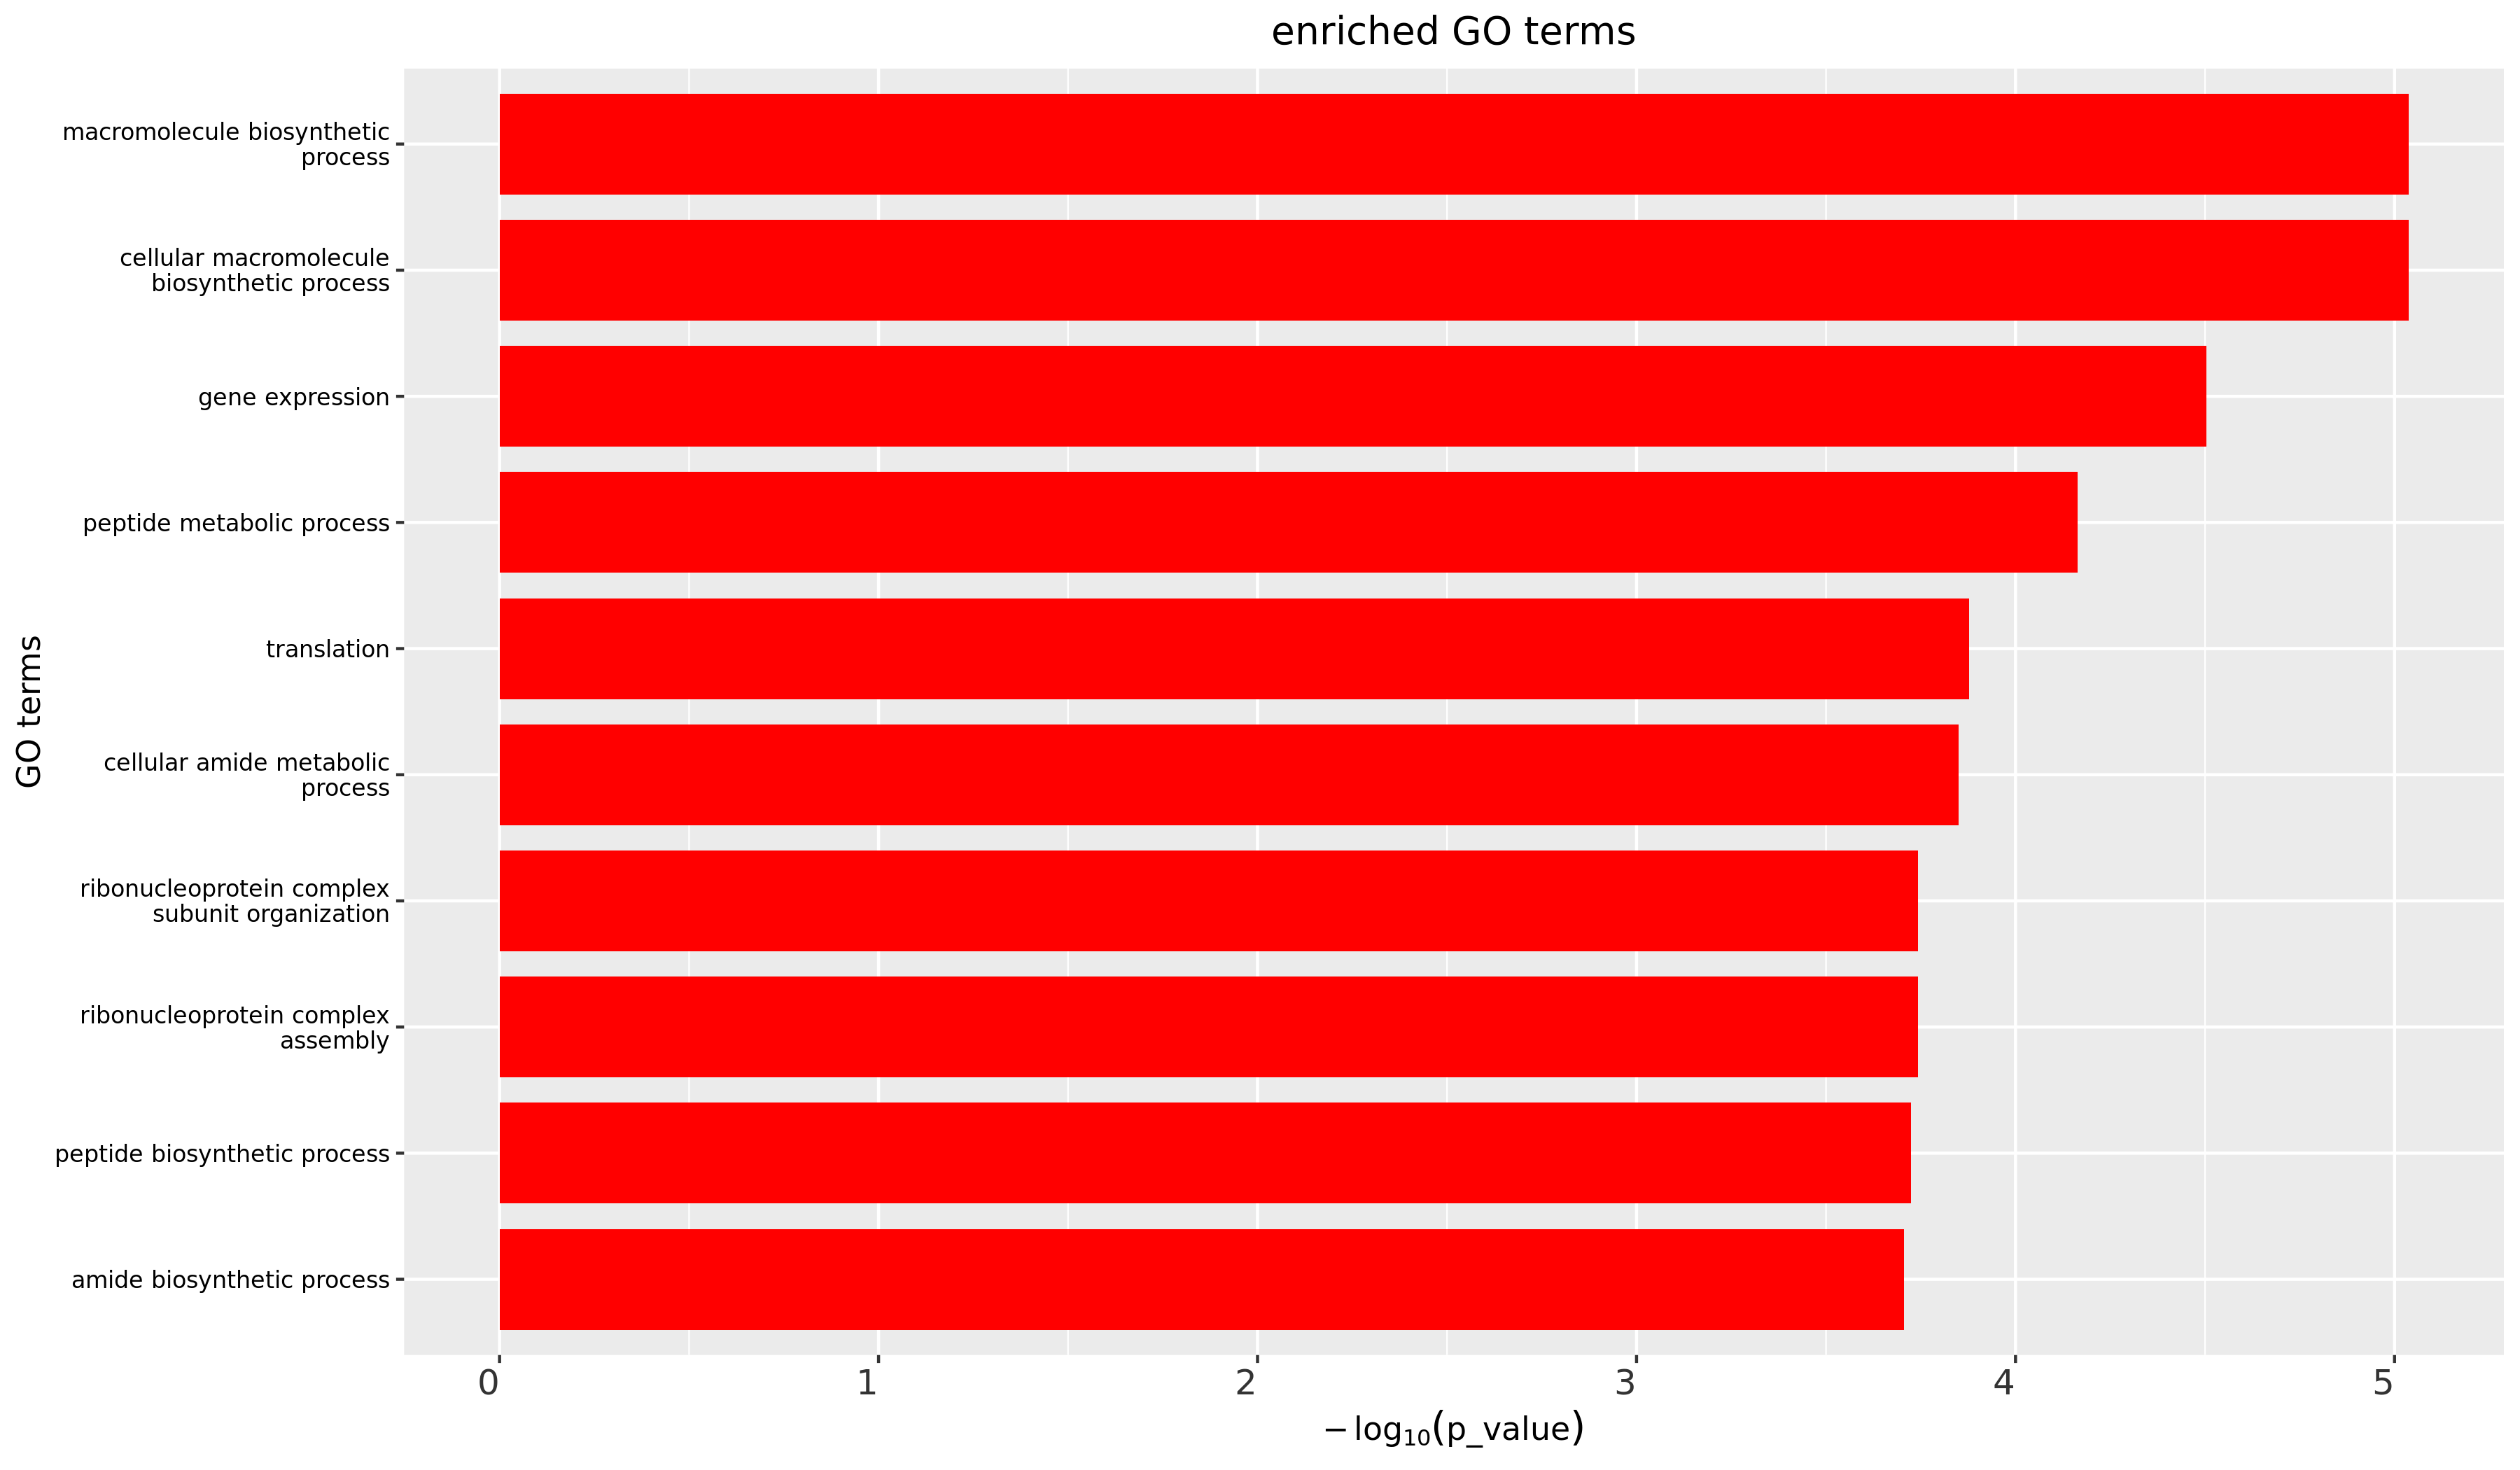 enriched GO terms
macromolecule biosynthetic
process
cellular macromolecule
biosynthetic process
gene expression
peptide metabolic process
translation
cellular amide metabolic
process
ribonucleoprotein complex
subunit organization
ribonucleoprotein complex
assembly
peptide biosynthetic process
amide biosynthetic process
GO terms
0 1 2 3 4 5
−log₁₀(p_value)